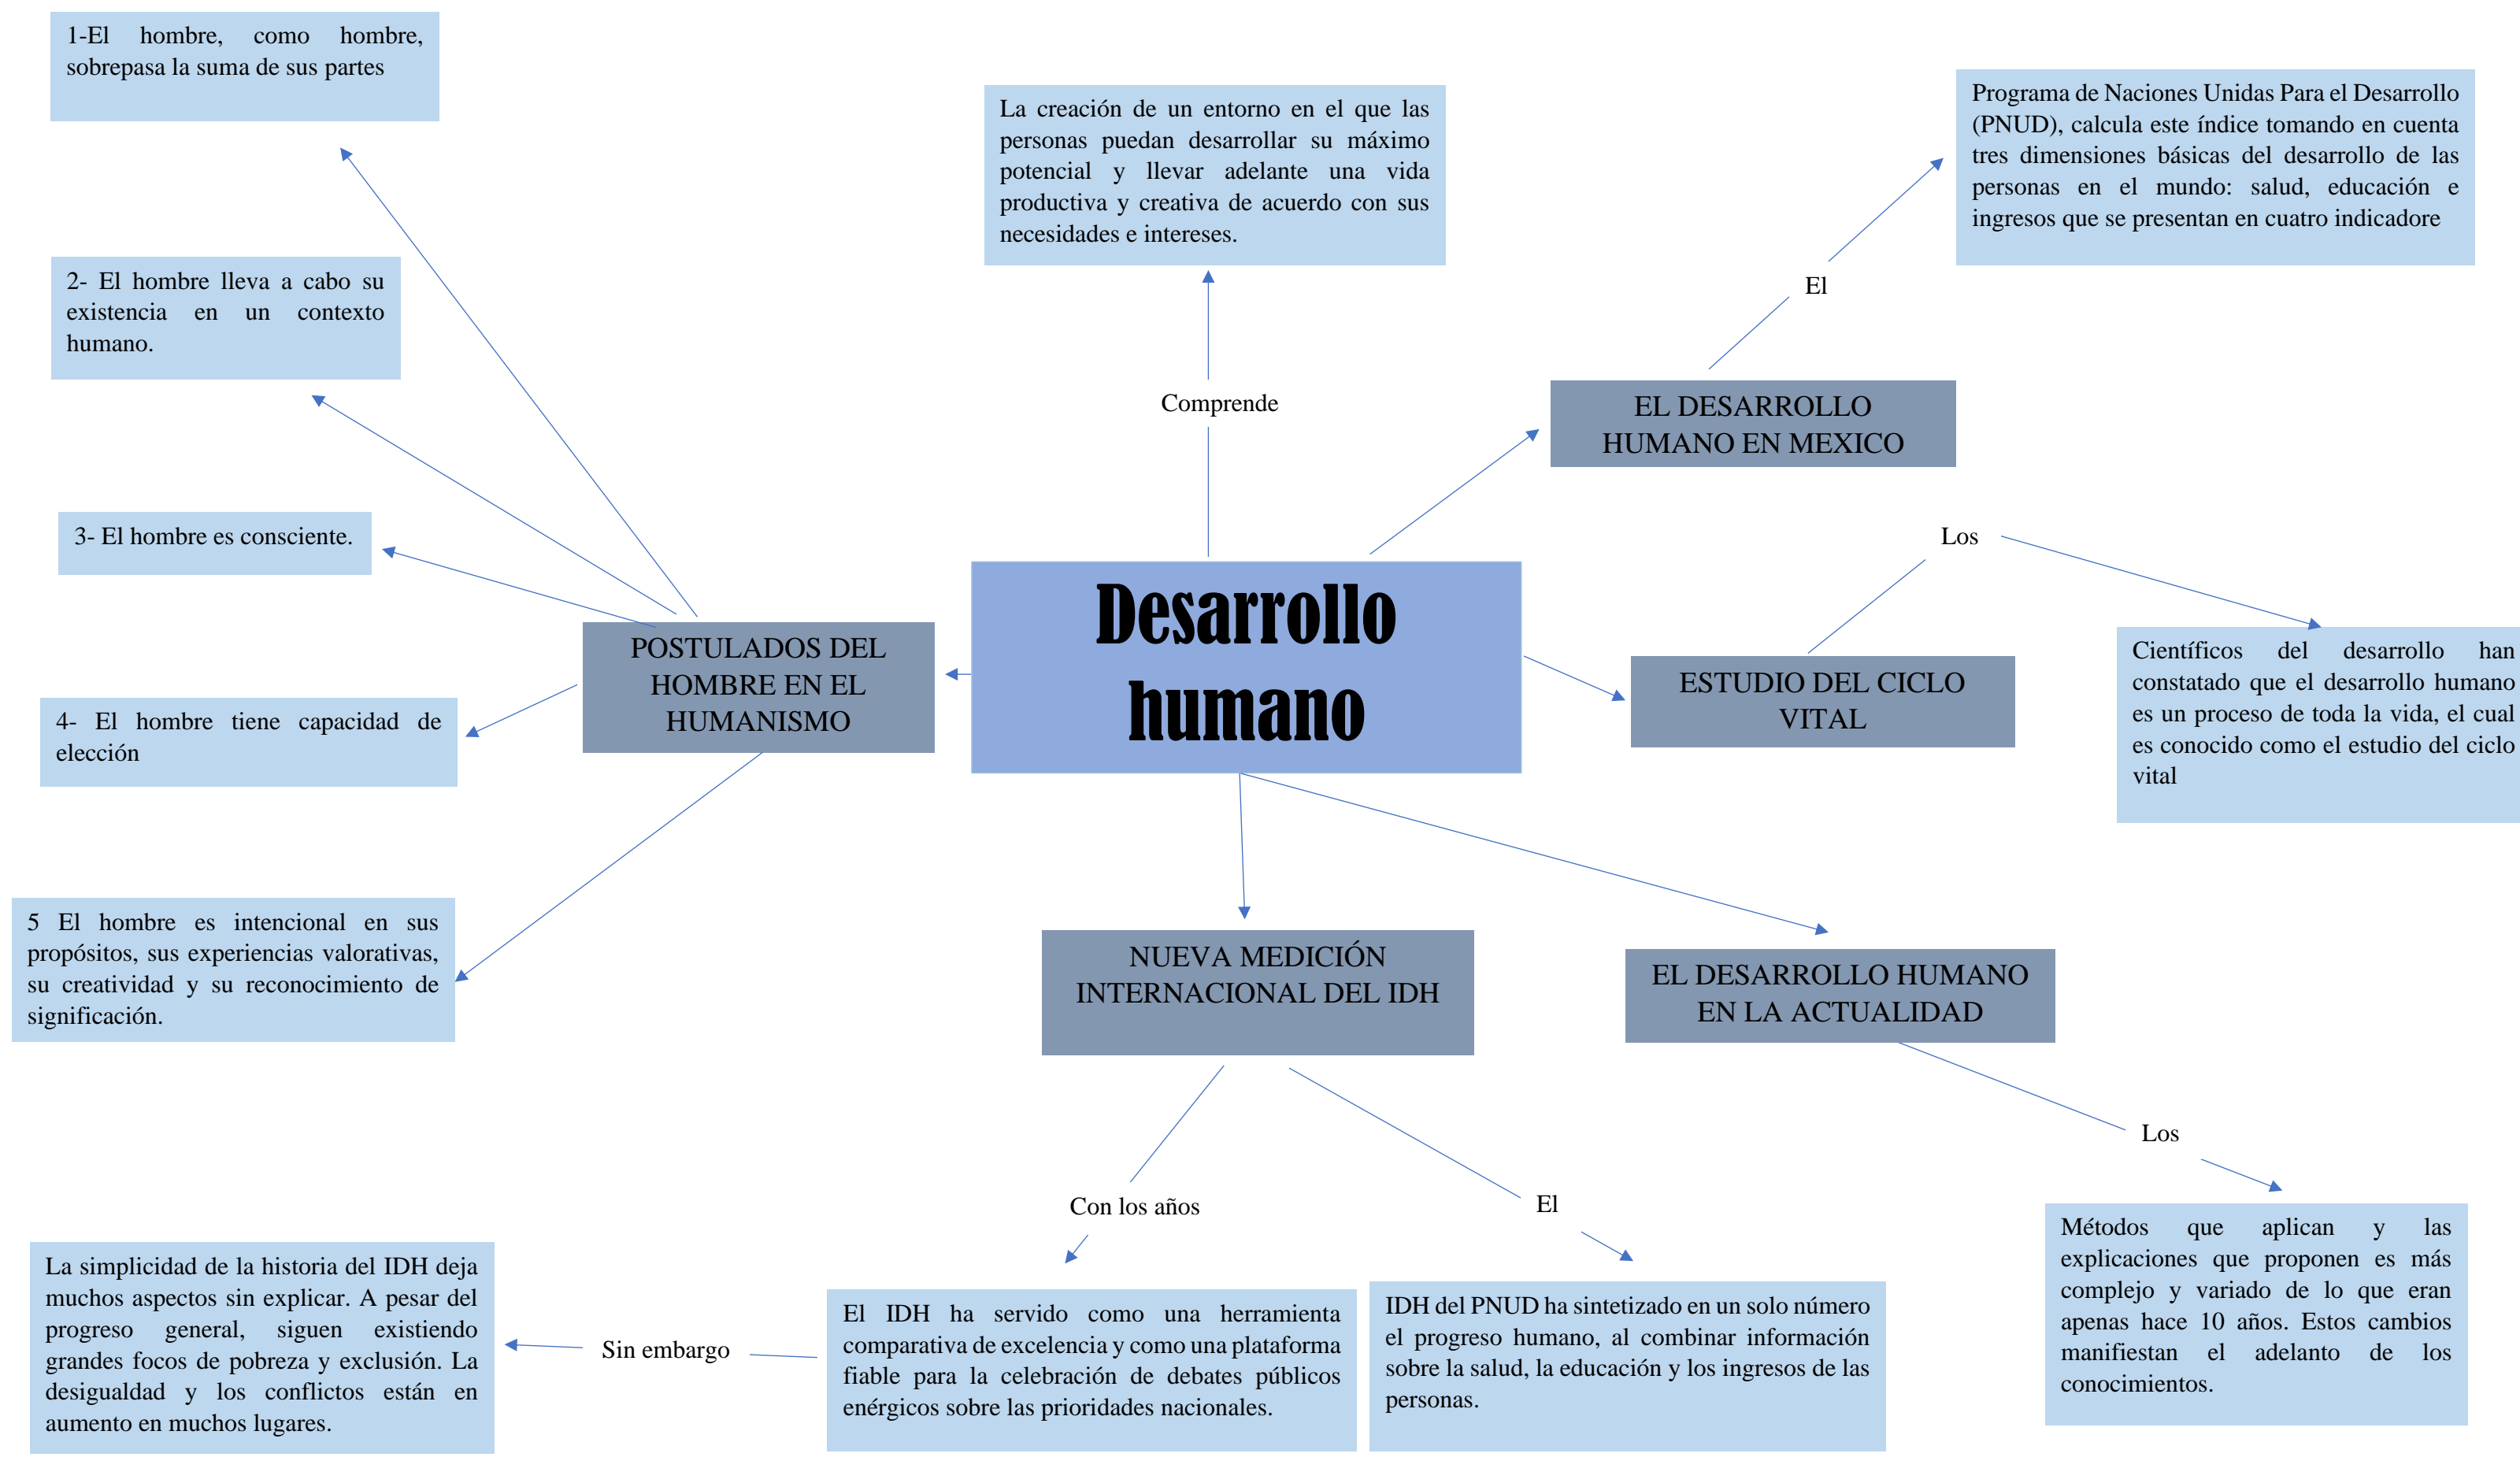 1-El hombre, como hombre,
sobrepasa la suma de sus partes
2- El hombre lleva a cabo su
existencia en un contexto
humano.
3- El hombre es consciente.
4- El hombre tiene capacidad de
elección
5 El hombre es intencional en sus
propósitos, sus experiencias valorativas,
su creatividad y su reconocimiento de
significación.
POSTULADOS DEL
HOMBRE EN EL
HUMANISMO
La creación de un entorno en el que las
personas puedan desarrollar su máximo
potencial y llevar adelante una vida
productiva y creativa de acuerdo con sus
necesidades e intereses.
Comprende
Desarrollo
humano
Programa de Naciones Unidas Para el Desarrollo
(PNUD), calcula este índice tomando en cuenta
tres dimensiones básicas del desarrollo de las
personas en el mundo: salud, educación e
ingresos que se presentan en cuatro indicadore
El
EL DESARROLLO
HUMANO EN MEXICO
Los
ESTUDIO DEL CICLO
VITAL
Científicos del desarrollo han
constatado que el desarrollo humano
es un proceso de toda la vida, el cual
es conocido como el estudio del ciclo
vital
NUEVA MEDICIÓN
INTERNACIONAL DEL IDH
EL DESARROLLO HUMANO
EN LA ACTUALIDAD
Los
Métodos que aplican y las
explicaciones que proponen es más
complejo y variado de lo que eran
apenas hace 10 años. Estos cambios
manifiestan el adelanto de los
conocimientos.
Con los años
El
La simplicidad de la historia del IDH deja
muchos aspectos sin explicar. A pesar del
progreso general, siguen existiendo
grandes focos de pobreza y exclusión. La
desigualdad y los conflictos están en
aumento en muchos lugares.
Sin embargo
El IDH ha servido como una herramienta
comparativa de excelencia y como una plataforma
fiable para la celebración de debates públicos
enérgicos sobre las prioridades nacionales.
IDH del PNUD ha sintetizado en un solo número
el progreso humano, al combinar información
sobre la salud, la educación y los ingresos de las
personas.